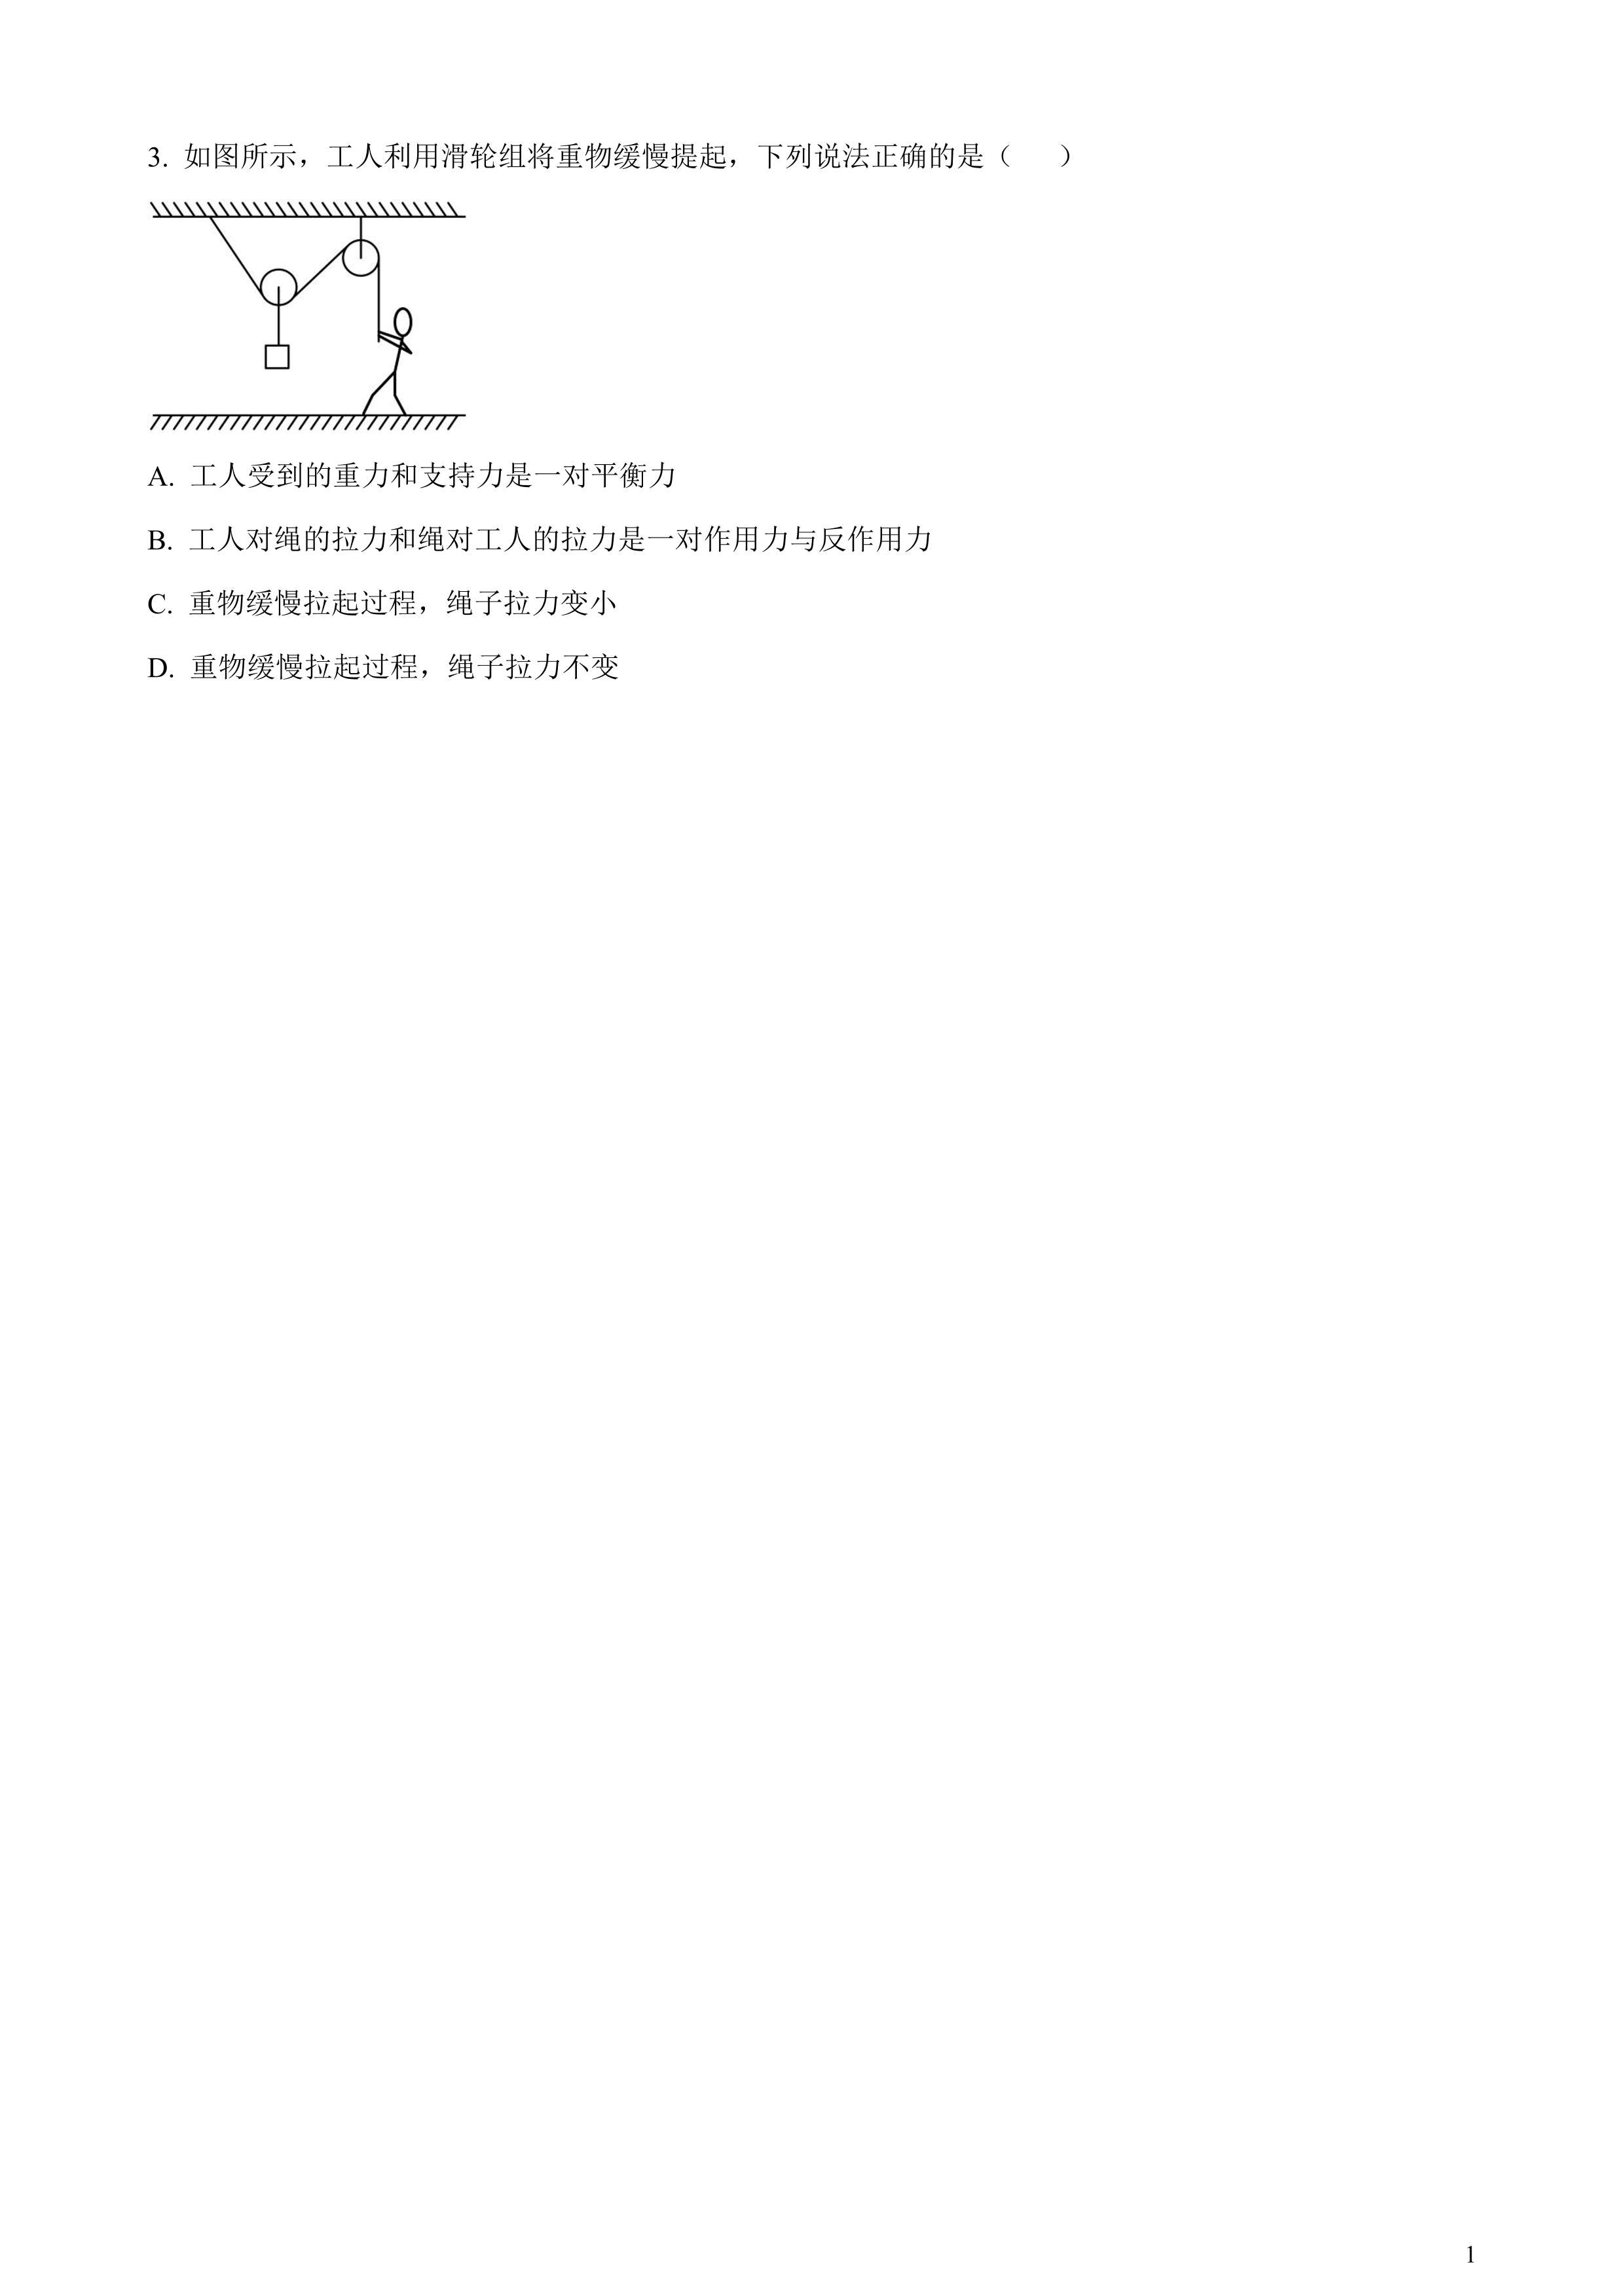 3. 如图所示，工人利用滑轮组将重物缓慢提起，下列说法正确的是（　　）
A. 工人受到的重力和支持力是一对平衡力
B. 工人对绳的拉力和绳对工人的拉力是一对作用力与反作用力
C. 重物缓慢拉起过程，绳子拉力变小
D. 重物缓慢拉起过程，绳子拉力不变
1